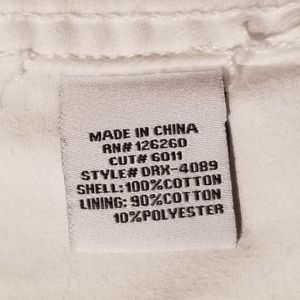 MADE IN CHINA
RN# 126260
CUT# 6011
STYLE# DRX-4089
SHELL: 100%COTTON
LINING: 90%COTTON
10%POLYESTER